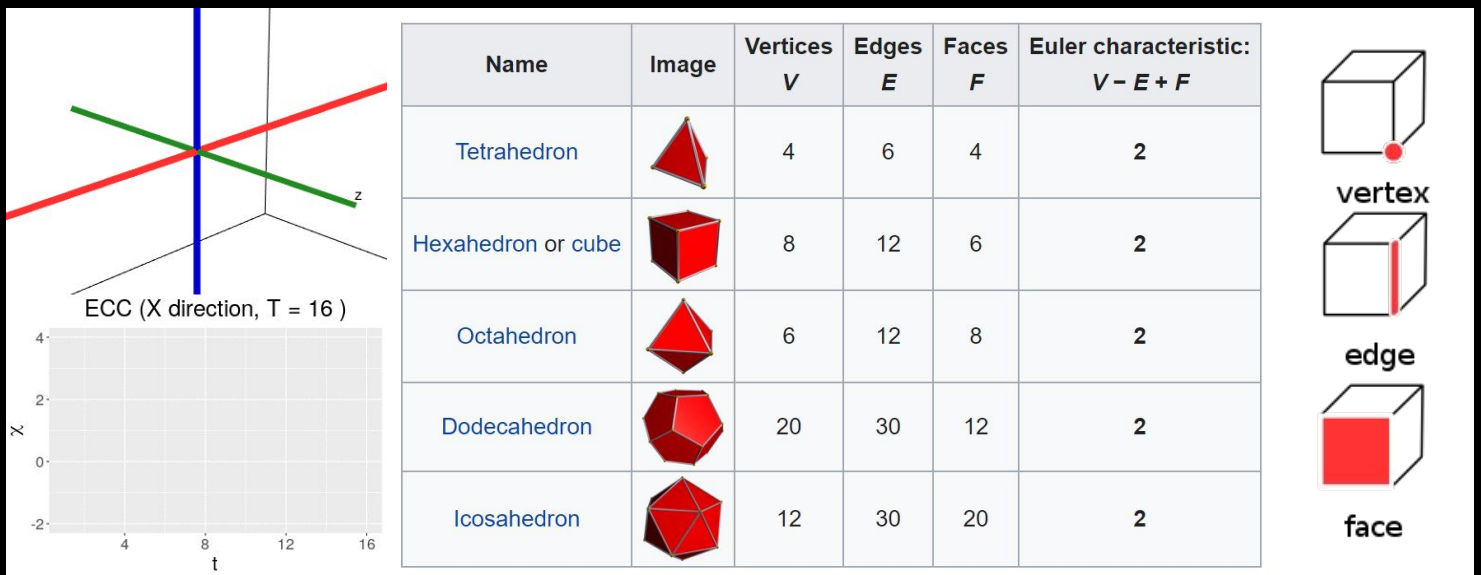 z
ECC (X direction, T = 16 )
4
2
0
-2
χ
4 8 12 16
t
Name Image Vertices V Edges E Faces F Euler characteristic: V − E + F
Tetrahedron 4 6 4 2
Hexahedron or cube 8 12 6 2
Octahedron 6 12 8 2
Dodecahedron 20 30 12 2
Icosahedron 12 30 20 2
vertex
edge
face